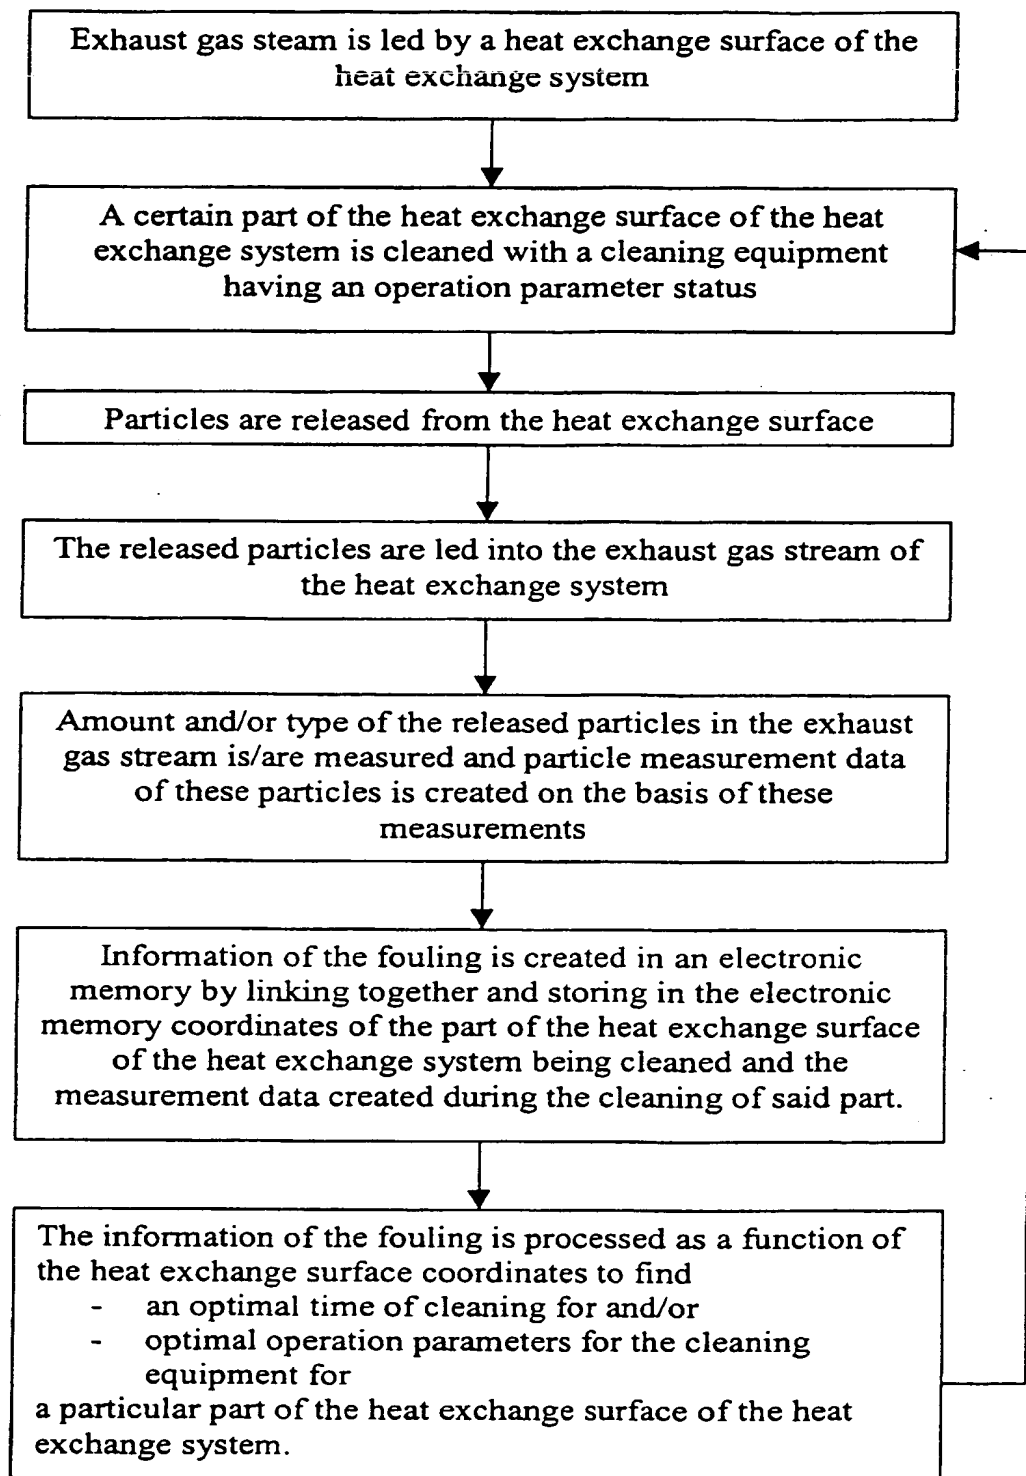 Exhaust gas steam is led by a heat exchange surface of the
heat exchange system
A certain part of the heat exchange surface of the heat
exchange system is cleaned with a cleaning equipment
having an operation parameter status
Particles are released from the heat exchange surface
The released particles are led into the exhaust gas stream of
the heat exchange system
Amount and/or type of the released particles in the exhaust
gas stream is/are measured and particle measurement data
of these particles is created on the basis of these
measurements
Information of the fouling is created in an electronic
memory by linking together and storing in the electronic
memory coordinates of the part of the heat exchange surface
of the heat exchange system being cleaned and the
measurement data created during the cleaning of said part.
The information of the fouling is processed as a function of
the heat exchange surface coordinates to find
- an optimal time of cleaning for and/or
- optimal operation parameters for the cleaning
equipment for
a particular part of the heat exchange surface of the heat
exchange system.